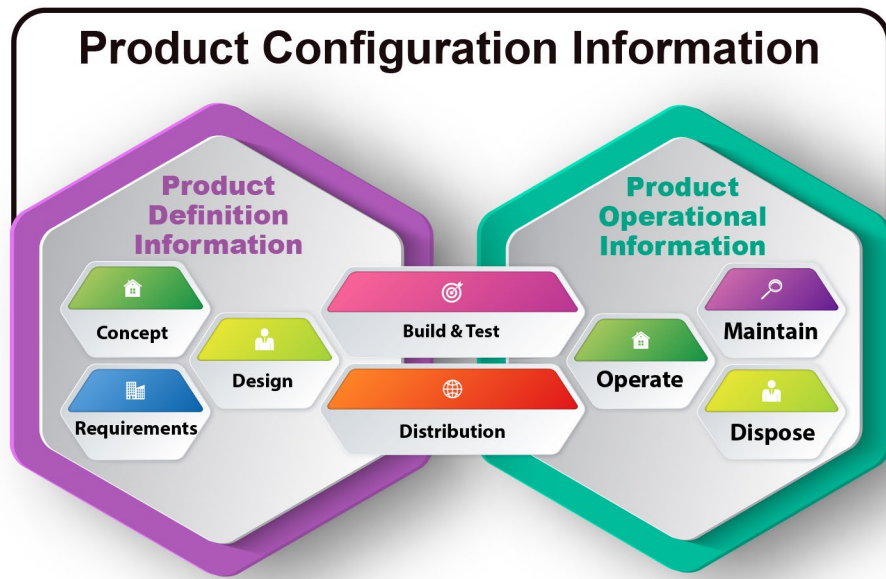 Product Configuration Information
Product
Definition
Information
Product
Operational
Information
Concept
Requirements
Design
Build & Test
Distribution
Operate
Maintain
Dispose